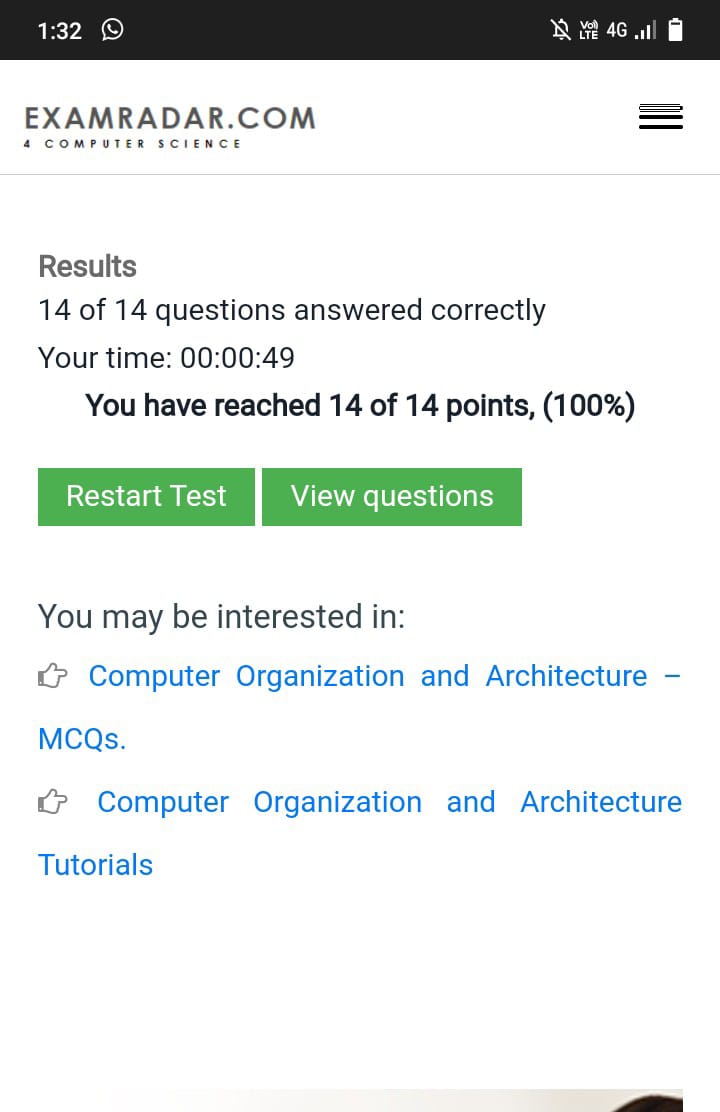 1:32 Vo) LTE 4G
EXAMRADAR.COM
4 COMPUTER SCIENCE
Results
14 of 14 questions answered correctly
Your time: 00:00:49
You have reached 14 of 14 points, (100%)
Restart Test View questions
You may be interested in:
Computer Organization and Architecture –
MCQs.
Computer Organization and Architecture
Tutorials